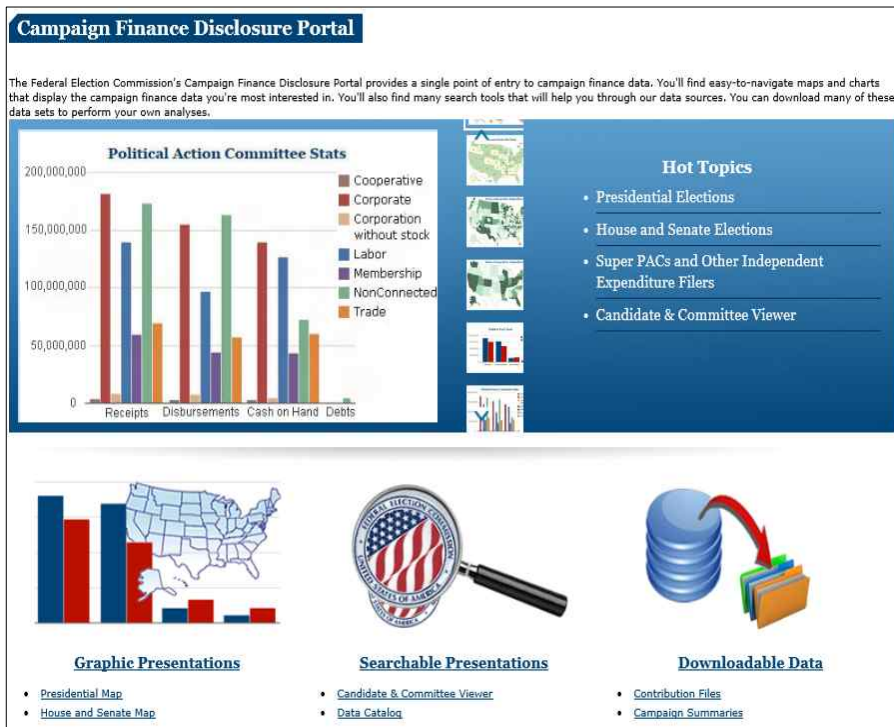 Campaign Finance Disclosure Portal
The Federal Election Commission's Campaign Finance Disclosure Portal provides a single point of entry to campaign finance data. You'll find easy-to-navigate maps and charts
that display the campaign finance data you're most interested in. You'll also find many search tools that will help you through our data sources. You can download many of these
data sets to perform your own analyses.
Political Action Committee Stats
200,000,000
150,000,000
100,000,000
50,000,000
0
Receipts Disbursements Cash on Hand Debts
Cooperative
Corporate
Corporation
without stock
Labor
Membership
NonConnected
Trade
Hot Topics
• Presidential Elections
• House and Senate Elections
• Super PACs and Other Independent
Expenditure Filers
• Candidate & Committee Viewer
FEDERAL ELECTION COMMISSION
UNITED STATES OF AMERICA
Graphic Presentations
• Presidential Map
• House and Senate Map
Searchable Presentations
• Candidate & Committee Viewer
• Data Catalog
Downloadable Data
• Contribution Files
• Campaign Summaries